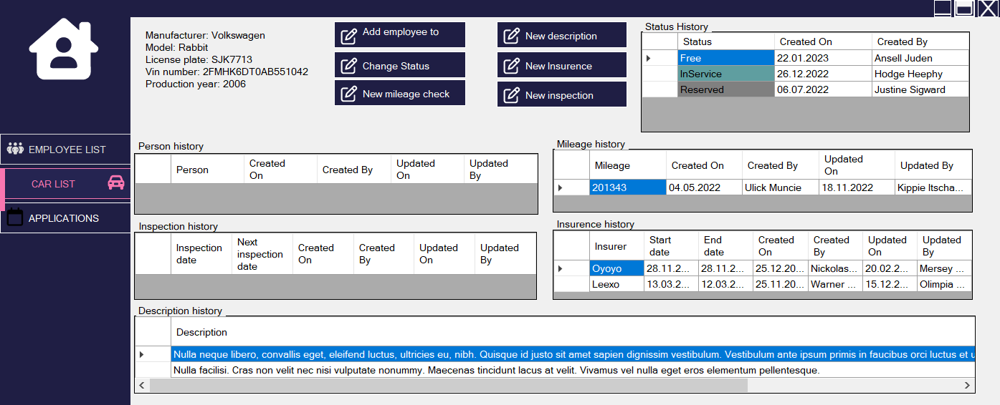 EMPLOYEE LIST
CAR LIST
APPLICATIONS
Manufacturer: Volkswagen
Model: Rabbit
License plate: SJK7713
Vin number: 2FMHK6DT0AB551042
Production year: 2006
Add employee to
Change Status
New mileage check
New description
New Insurence
New inspection
Status History
Status Created On Created By
Free 22.01.2023 Ansell Juden
InService 26.12.2022 Hodge Heephy
Reserved 06.07.2022 Justine Sigward
Person history
Person Created On Created By Updated On Updated By
Mileage history
Mileage Created On Created By Updated On Updated By
201343 04.05.2022 Ulick Muncie 18.11.2022 Kippie Itscha...
Inspection history
Inspection date Next inspection date Created On Created By Updated On Updated By
Insurence history
Insurer Start date End date Created On Created By Updated On Updated By
Oyoyo 28.11.2... 28.11.2... 25.12.20... Nickolas... 20.02.2... Mersey ...
Leexo 13.03.2... 12.03.2... 25.11.20... Warner ... 15.12.2... Olimpia ...
Description history
Description
Nulla neque libero, convallis eget, eleifend luctus, ultricies eu, nibh. Quisque id justo sit amet sapien dignissim vestibulum. Vestibulum ante ipsum primis in faucibus orci luctus et u
Nulla facilisi. Cras non velit nec nisi vulputate nonummy. Maecenas tincidunt lacus at velit. Vivamus vel nulla eget eros elementum pellentesque.